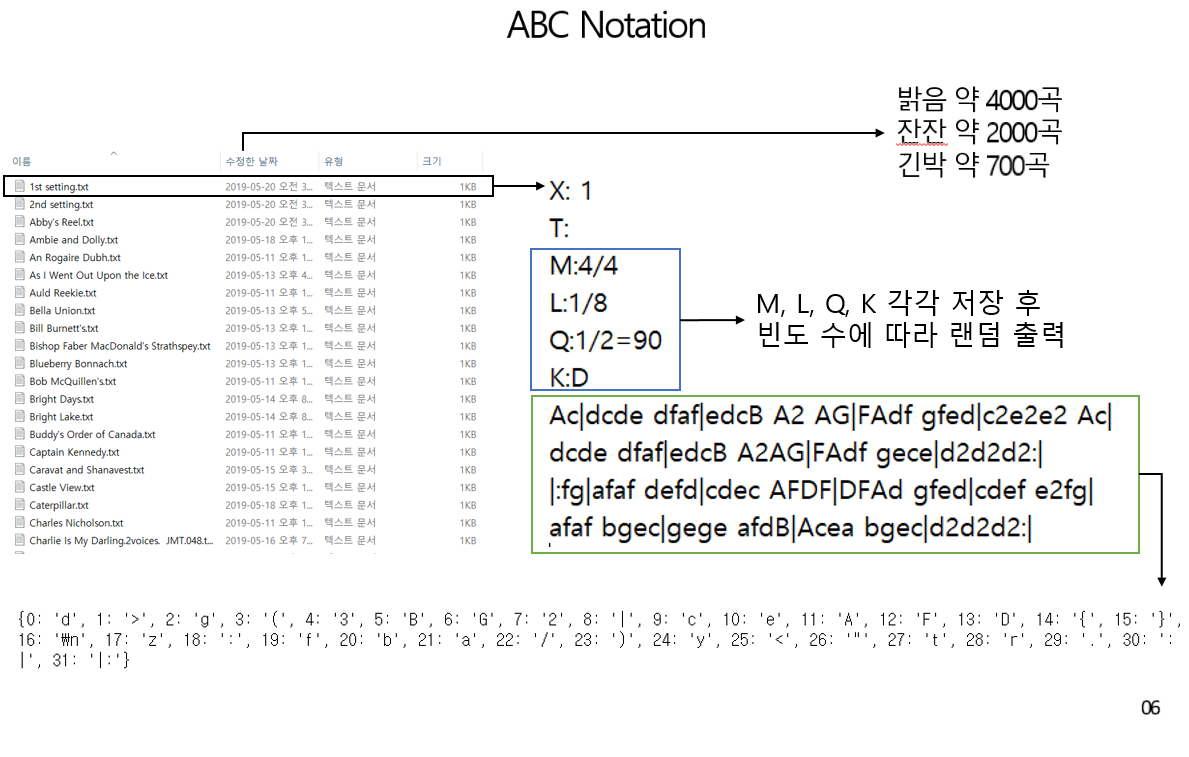 ABC Notation
밝음 약 4000곡
잔잔 약 2000곡
긴박 약 700곡
이름 수정한 날짜 유형 크기
1st setting.txt 2019-05-20 오전 3... 텍스트 문서 1KB
2nd setting.txt 2019-05-20 오전 3... 텍스트 문서 1KB
Abby's Reel.txt 2019-05-20 오전 3... 텍스트 문서 1KB
Ambie and Dolly.txt 2019-05-18 오후 1... 텍스트 문서 1KB
An Rogaire Dubh.txt 2019-05-11 오후 1... 텍스트 문서 1KB
As I Went Out Upon the Ice.txt 2019-05-13 오후 4... 텍스트 문서 1KB
Auld Reekie.txt 2019-05-11 오후 1... 텍스트 문서 1KB
Bella Union.txt 2019-05-13 오후 5... 텍스트 문서 1KB
Bill Burnett's.txt 2019-05-13 오후 1... 텍스트 문서 1KB
Bishop Faber MacDonald's Strathspey.txt 2019-05-13 오후 1... 텍스트 문서 1KB
Blueberry Bonnach.txt 2019-05-13 오후 1... 텍스트 문서 1KB
Bob McQuillen's.txt 2019-05-11 오후 1... 텍스트 문서 1KB
Bright Days.txt 2019-05-14 오후 8... 텍스트 문서 1KB
Bright Lake.txt 2019-05-14 오후 8... 텍스트 문서 1KB
Buddy's Order of Canada.txt 2019-05-11 오후 1... 텍스트 문서 1KB
Captain Kennedy.txt 2019-05-11 오후 1... 텍스트 문서 1KB
Caravat and Shanavest.txt 2019-05-15 오후 3... 텍스트 문서 1KB
Castle View.txt 2019-05-15 오후 1... 텍스트 문서 1KB
Caterpillar.txt 2019-05-18 오후 1... 텍스트 문서 1KB
Charles Nicholson.txt 2019-05-11 오후 1... 텍스트 문서 1KB
Charlie Is My Darling.2voices. JMT.048.t... 2019-05-16 오후 7... 텍스트 문서 1KB
X: 1
T:
M:4/4
L:1/8
Q:1/2=90
K:D
M, L, Q, K 각각 저장 후
빈도 수에 따라 랜덤 출력
Ac|dcde dfaf|edcB A2 AG|FAdf gfed|c2e2e2 Ac|
dcde dfaf|edcB A2AG|FAdf gece|d2d2d2:|
|:fg|afaf defd|cdec AFDF|DFAd gfed|cdef e2fg|
afaf bgec|gege afdB|Acea bgec|d2d2d2:|
{0: 'd', 1: '>', 2: 'g', 3: '(', 4: '3', 5: 'B', 6: 'G', 7: '2', 8: '|', 9: 'c', 10: 'e', 11: 'A', 12: 'F', 13: 'D', 14: '{', 15: '}',
16: '₩n', 17: 'z', 18: ':', 19: 'f', 20: 'b', 21: 'a', 22: '/', 23: ')', 24: 'y', 25: '<', 26: '"', 27: 't', 28: 'r', 29: '.', 30: ':
|', 31: '|:'}
06